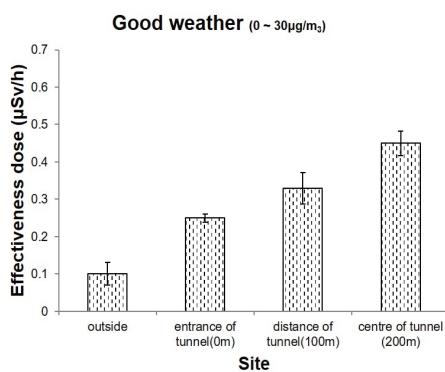 Good weather (0 ~ 30μg/m₃)
Effectiveness dose (μSv/h)
0.7
0.6
0.5
0.4
0.3
0.2
0.1
0
outside
entrance of
tunnel(0m)
distance of
tunnel(100m)
centre of tunnel
(200m)
Site